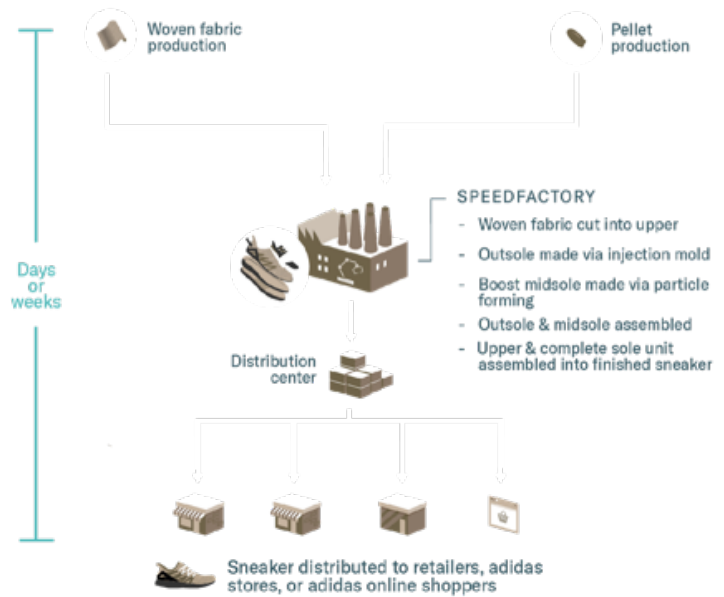 Woven fabric
production
Pellet
production
SPEEDFACTORY
- Woven fabric cut into upper
- Outsole made via injection mold
- Boost midsole made via particle
forming
- Outsole & midsole assembled
- Upper & complete sole unit
assembled into finished sneaker
Days
or
weeks
Distribution
center
Sneaker distributed to retailers, adidas
stores, or adidas online shoppers